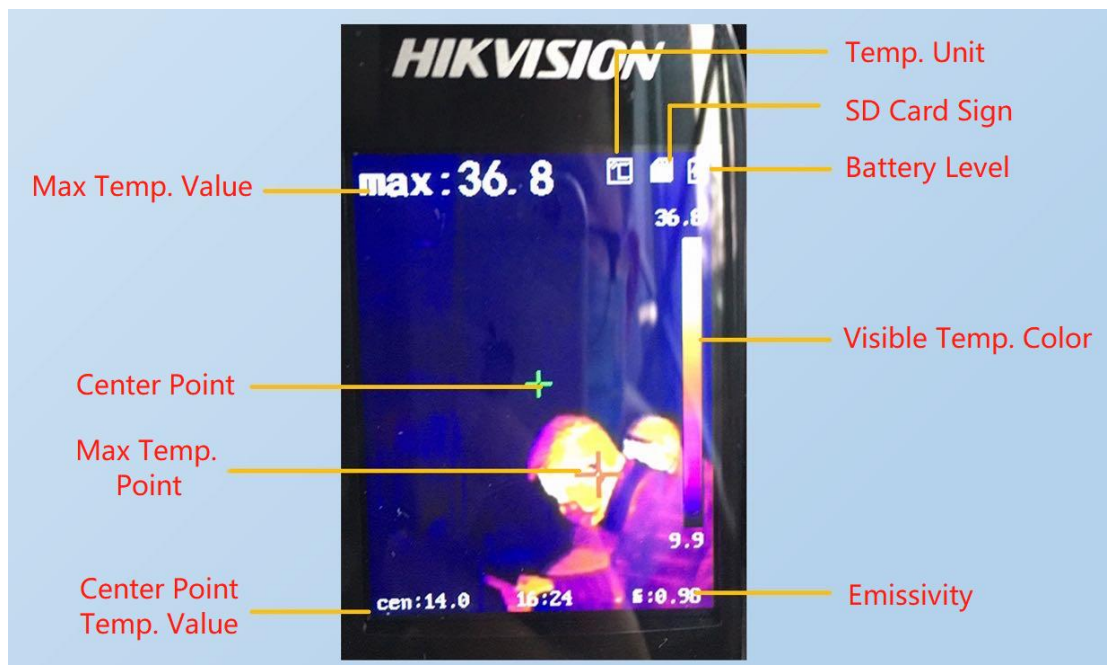 HIKVISION
Temp. Unit
SD Card Sign
Battery Level
Max Temp. Value
max:36.8
℃
36.8
Visible Temp. Color
Center Point
Max Temp.
Point
9.9
Center Point
Temp. Value
cen:14.0 16:24 ε:0.96
Emissivity